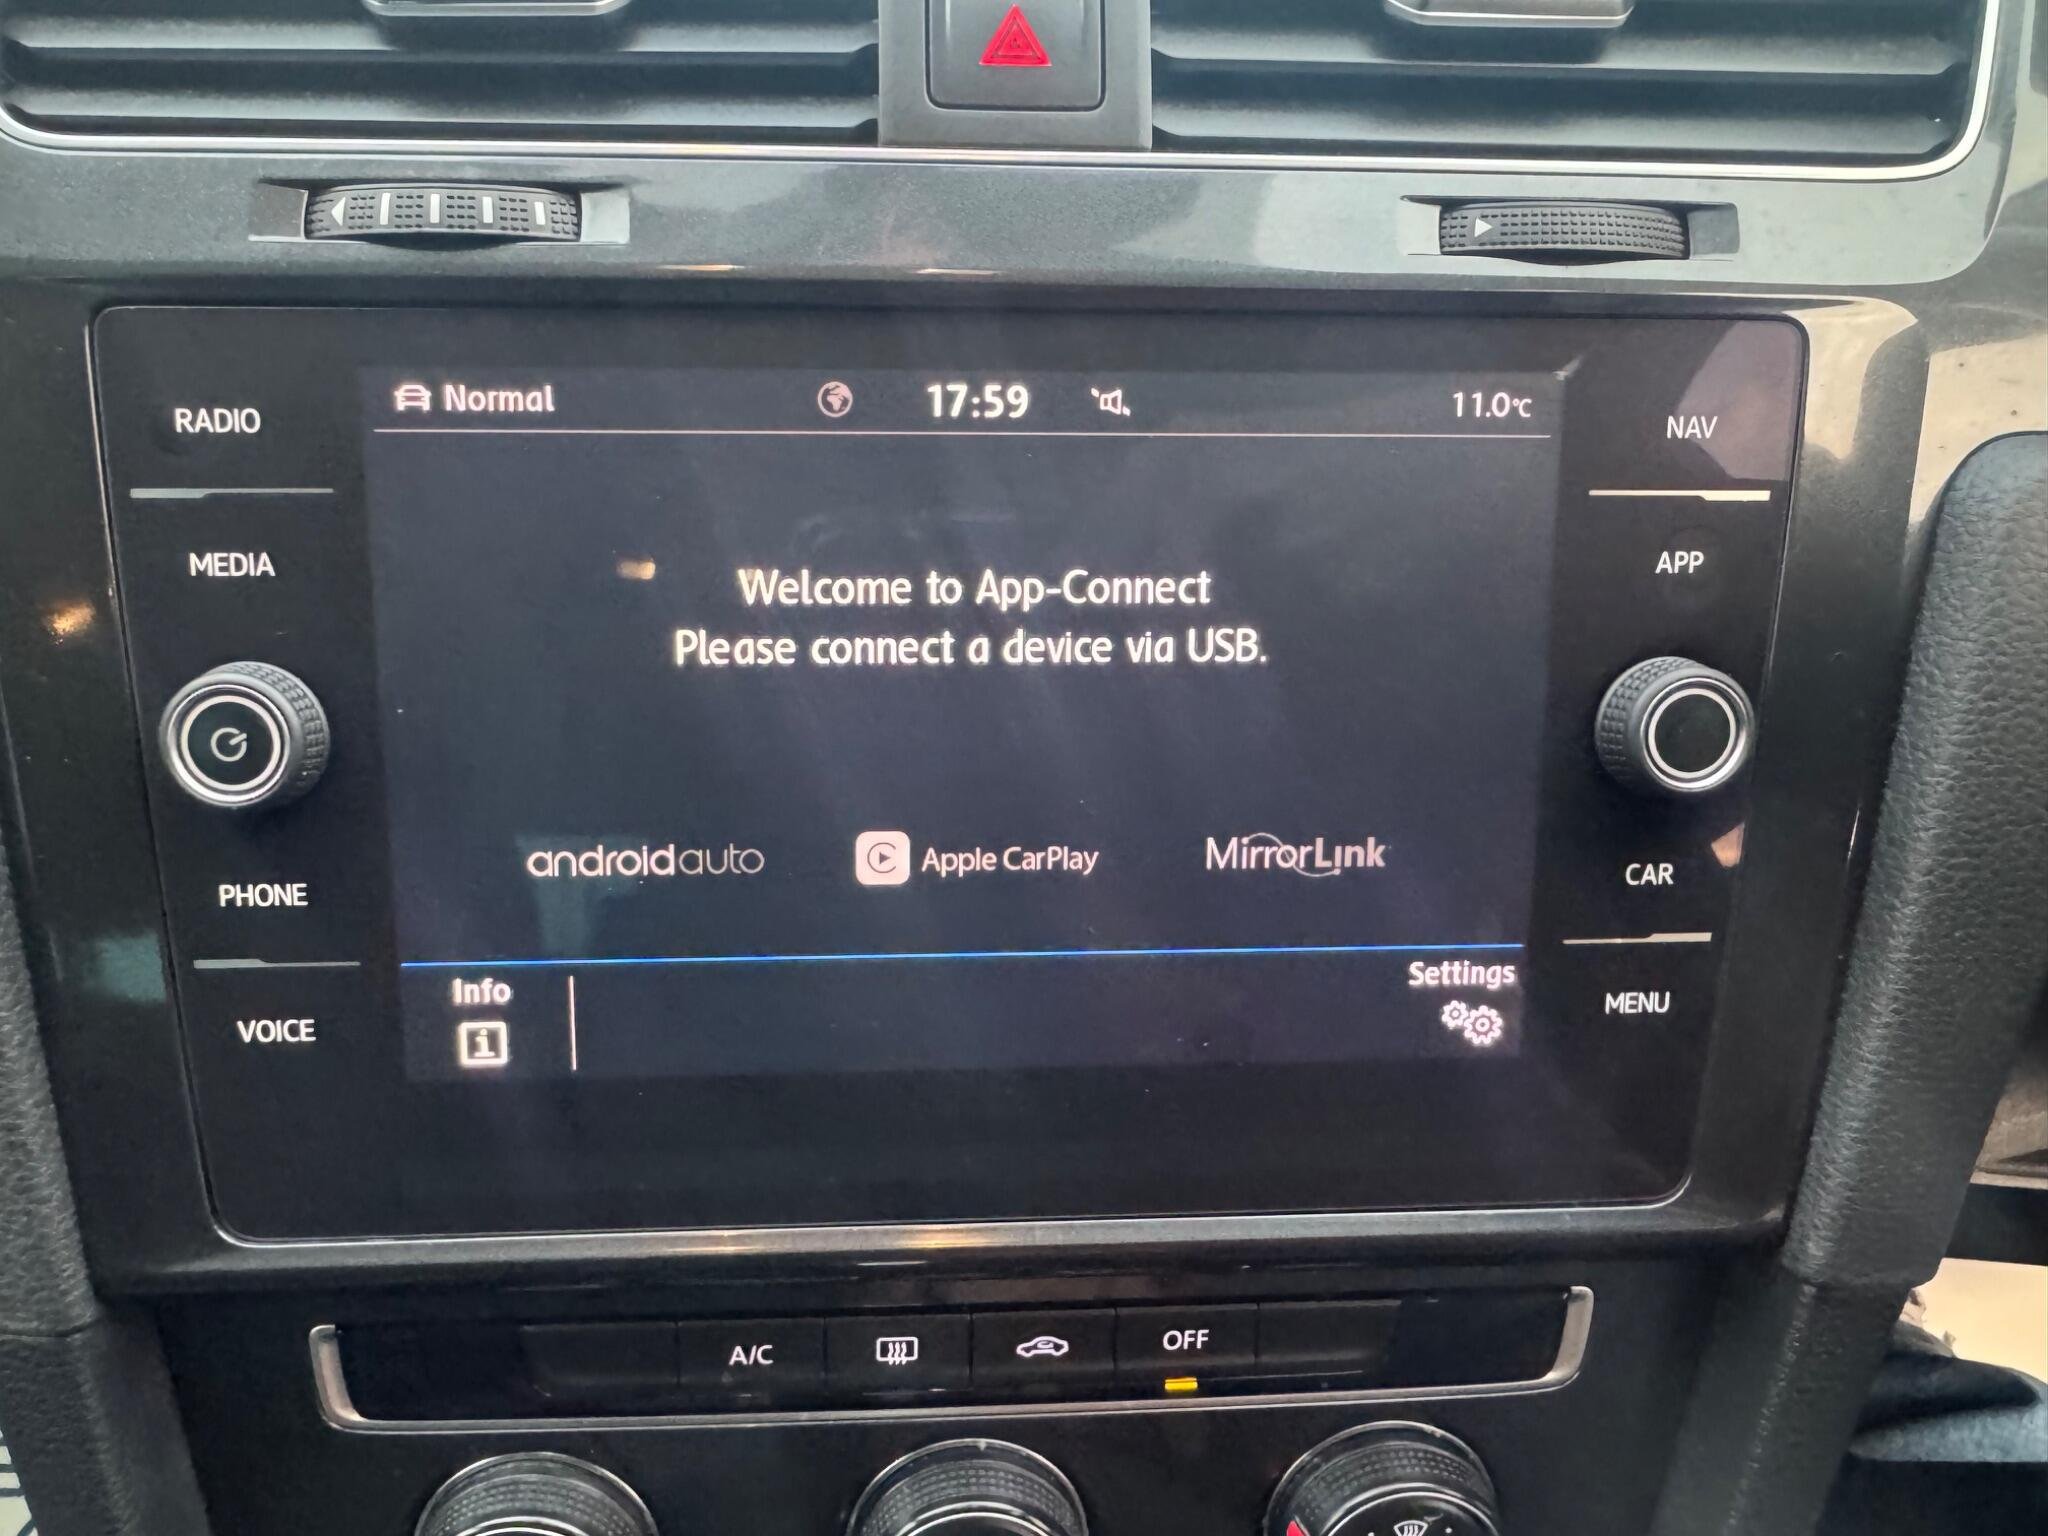 RADIO
MEDIA
PHONE
VOICE
Normal
17:59
11.0°C
Welcome to App-Connect
Please connect a device via USB.
androidauto
Apple CarPlay
MirrorLink
Info
i
Settings
NAV
APP
CAR
MENU
A/C
OFF